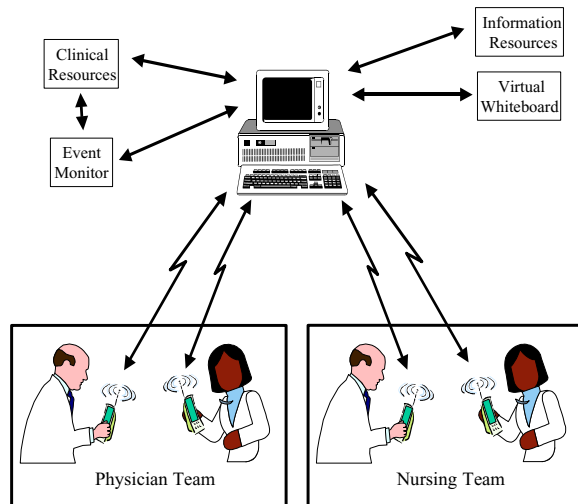 Clinical
Resources
Event
Monitor
Information
Resources
Virtual
Whiteboard
Physician Team
Nursing Team